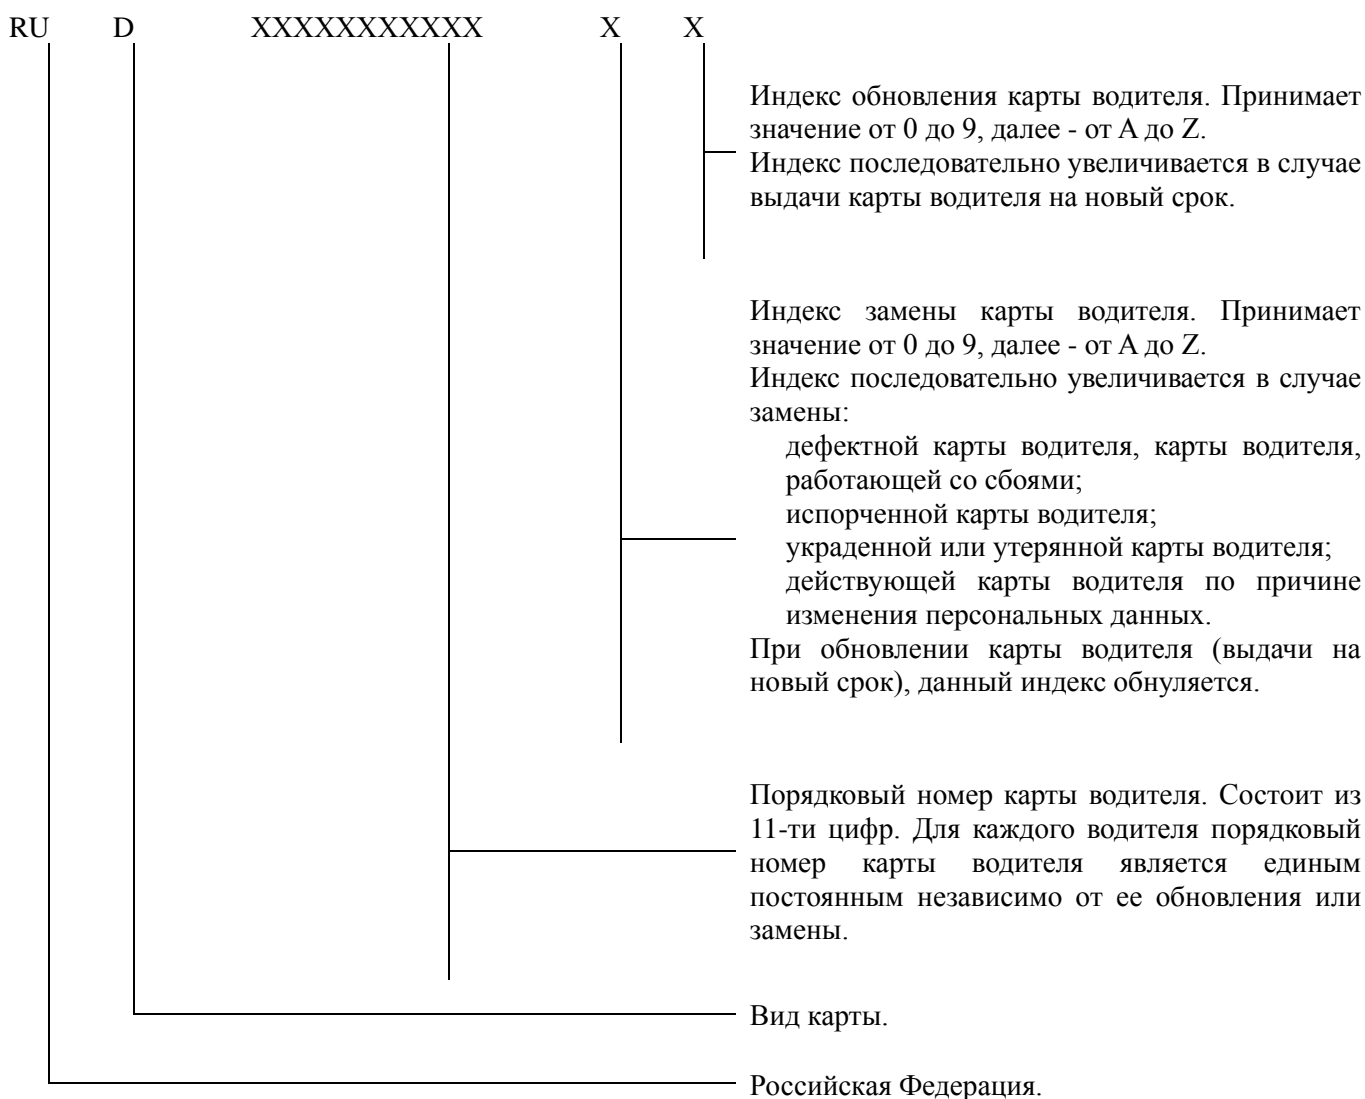 RU D XXXXXXXXXXX X X
Индекс обновления карты водителя. Принимает
значение от 0 до 9, далее - от A до Z.
Индекс последовательно увеличивается в случае
выдачи карты водителя на новый срок.
Индекс замены карты водителя. Принимает
значение от 0 до 9, далее - от A до Z.
Индекс последовательно увеличивается в случае
замены:
дефектной карты водителя, карты водителя,
работающей со сбоями;
испорченной карты водителя;
украденной или утерянной карты водителя;
действующей карты водителя по причине
изменения персональных данных.
При обновлении карты водителя (выдачи на
новый срок), данный индекс обнуляется.
Порядковый номер карты водителя. Состоит из
11-ти цифр. Для каждого водителя порядковый
номер карты водителя является единым
постоянным независимо от ее обновления или
замены.
Вид карты.
Российская Федерация.